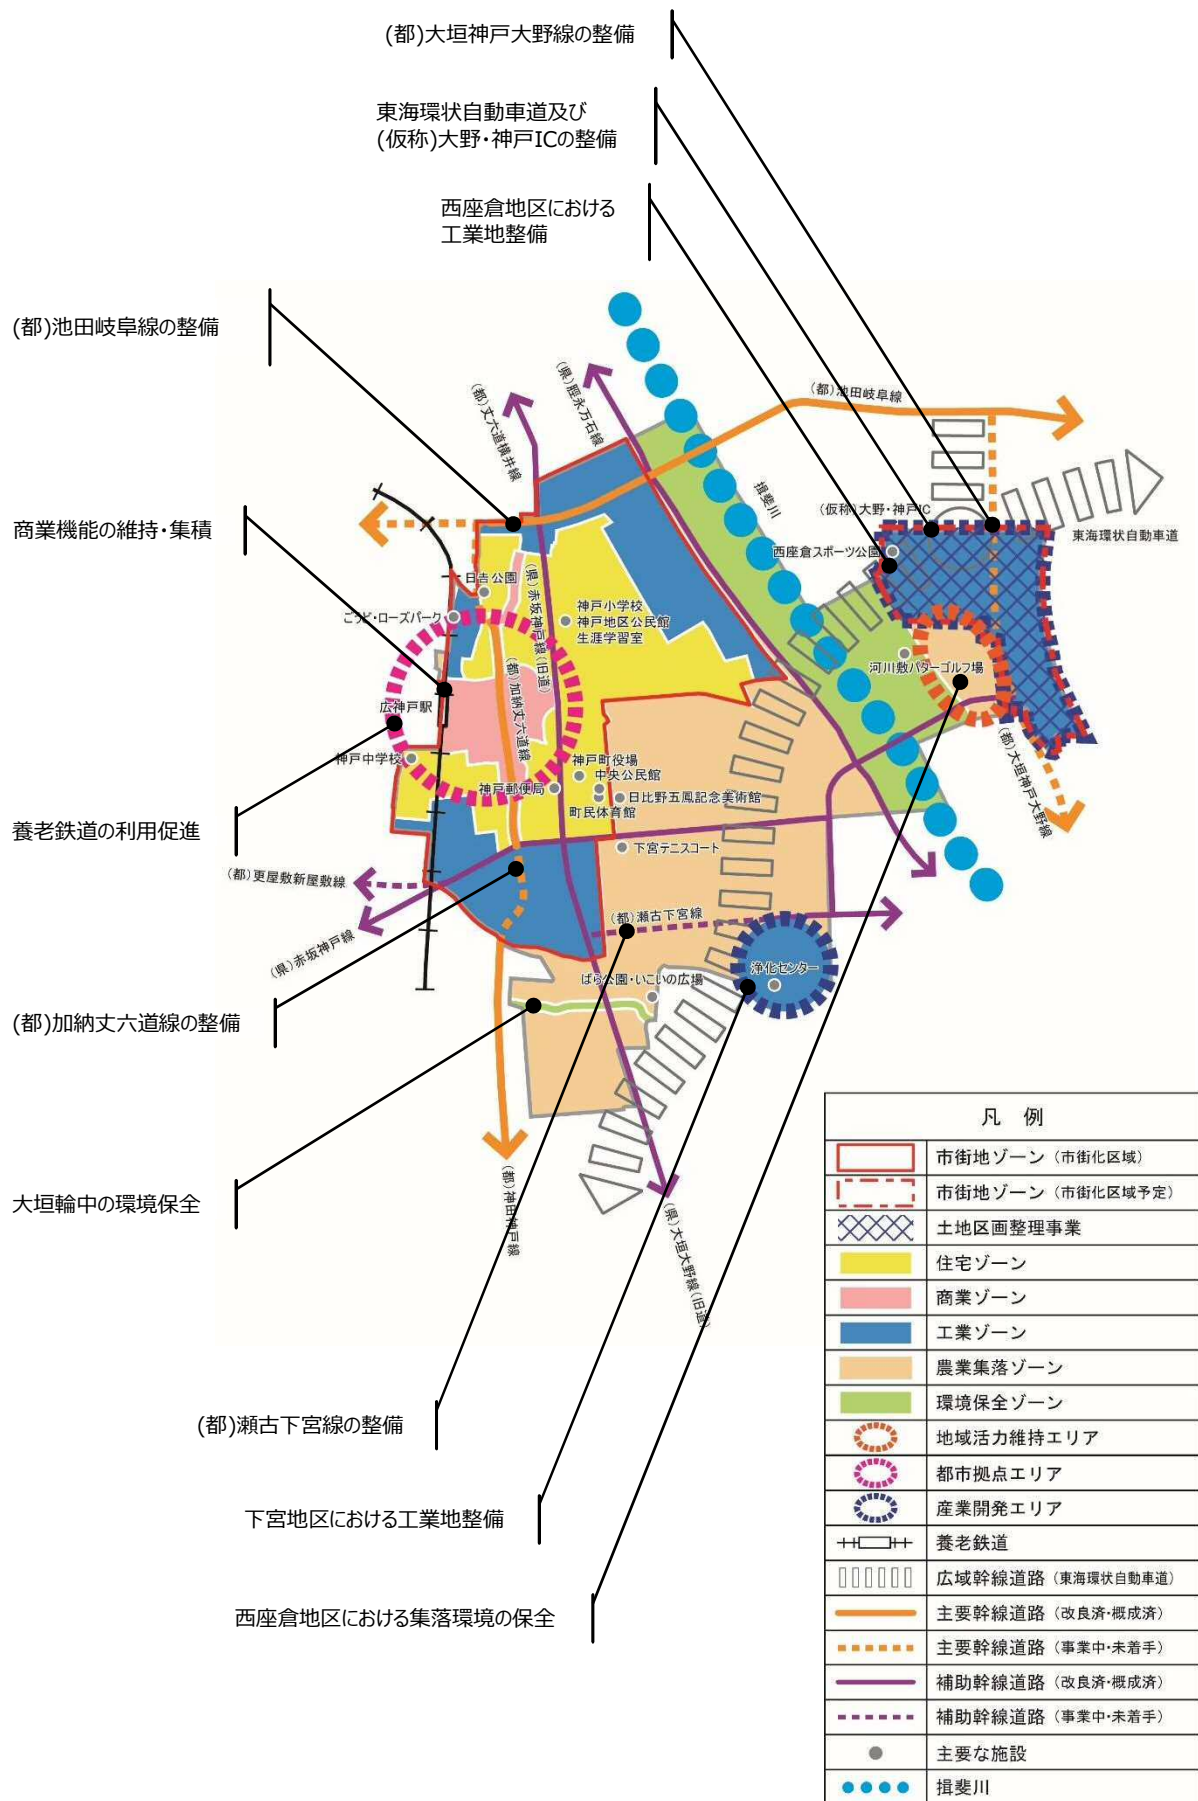 (都)大垣神戸大野線の整備
東海環状自動車道及び
(仮称)大野・神戸ICの整備
西座倉地区における
工業地整備
(都)池田岐阜線の整備
商業機能の維持・集積
養老鉄道の利用促進
(都)加納丈六道線の整備
大垣輪中の環境保全
(都)瀬古下宮線の整備
下宮地区における工業地整備
西座倉地区における集落環境の保全
(都)丈六道横井線
(県)脛永万石線
(都)池田岐阜線
揖斐川
(仮称)大野・神戸IC
東海環状自動車道
西座倉スポーツ公園
日吉公園
(県)赤坂神戸線(旧道)
神戸小学校
神戸地区公民館
生涯学習室
ごうど・ローズパーク
(都)加納丈六道線
河川敷パターゴルフ場
広神戸駅
(都)大垣神戸大野線
神戸中学校
神戸町役場
中央公民館
神戸郵便局
日比野五鳳記念美術館
町民体育館
下宮テニスコート
(都)更屋敷新屋敷線
(都)瀬古下宮線
(県)赤坂神戸線
浄化センター
ばら公園・いこいの広場
(都)神田神戸線
(県)大垣大野線(旧道)
凡 例
市街地ゾーン（市街化区域）
市街地ゾーン（市街化区域予定）
土地区画整理事業
住宅ゾーン
商業ゾーン
工業ゾーン
農業集落ゾーン
環境保全ゾーン
地域活力維持エリア
都市拠点エリア
産業開発エリア
養老鉄道
広域幹線道路（東海環状自動車道）
主要幹線道路（改良済・概成済）
主要幹線道路（事業中・未着手）
補助幹線道路（改良済・概成済）
補助幹線道路（事業中・未着手）
主要な施設
揖斐川